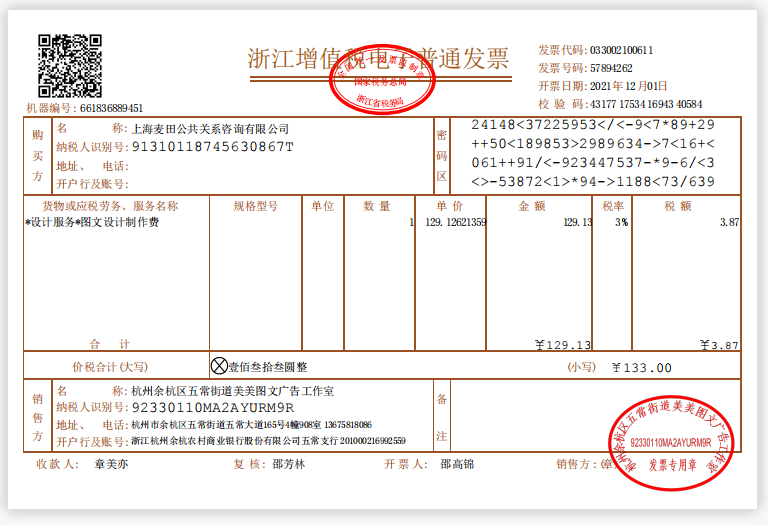 浙江增值税电子普通发票
全国统一发票监制章
国家税务总局
浙江省税务局
发票代码: 033002100611
发票号码: 57894262
开票日期: 2021年12月01日
校 验 码: 43177 17534 16943 40584
机器编号: 661836889451
购买方
名 称: 上海麦田公共关系咨询有限公司
纳税人识别号: 91310118745630867T
地址、 电话:
开户行及账号:
密码区
24148<37225953</<-9<7*89+29
++50<189853>2989634->7<16+<
061++91/<-923447537-*9-6/<3
<>-53872<1>*94->1188<73/639
货物或应税劳务、服务名称 规格型号 单位 数 量 单 价 金 额 税率 税 额
*设计服务*图文设计制作费 1 129.12621359 129.13 3% 3.87
合 计 ￥129.13 ￥3.87
价税合计(大写) ⊗壹佰叁拾叁圆整 (小写) ￥133.00
销售方
名 称: 杭州余杭区五常街道美美图文广告工作室
纳税人识别号: 92330110MA2AYURM9R
地址、 电话: 杭州市余杭区五常街道五常大道165号4幢908室 13675818086
开户行及账号: 浙江杭州余杭农村商业银行股份有限公司五常支行 201000216992559
备注
杭州余杭区五常街道美美图文广告工作室
92330110MA2AYURM9R
发票专用章
收款人: 章美亦 复核: 邵芳林 开票人: 邵高锦 销售方: (章)